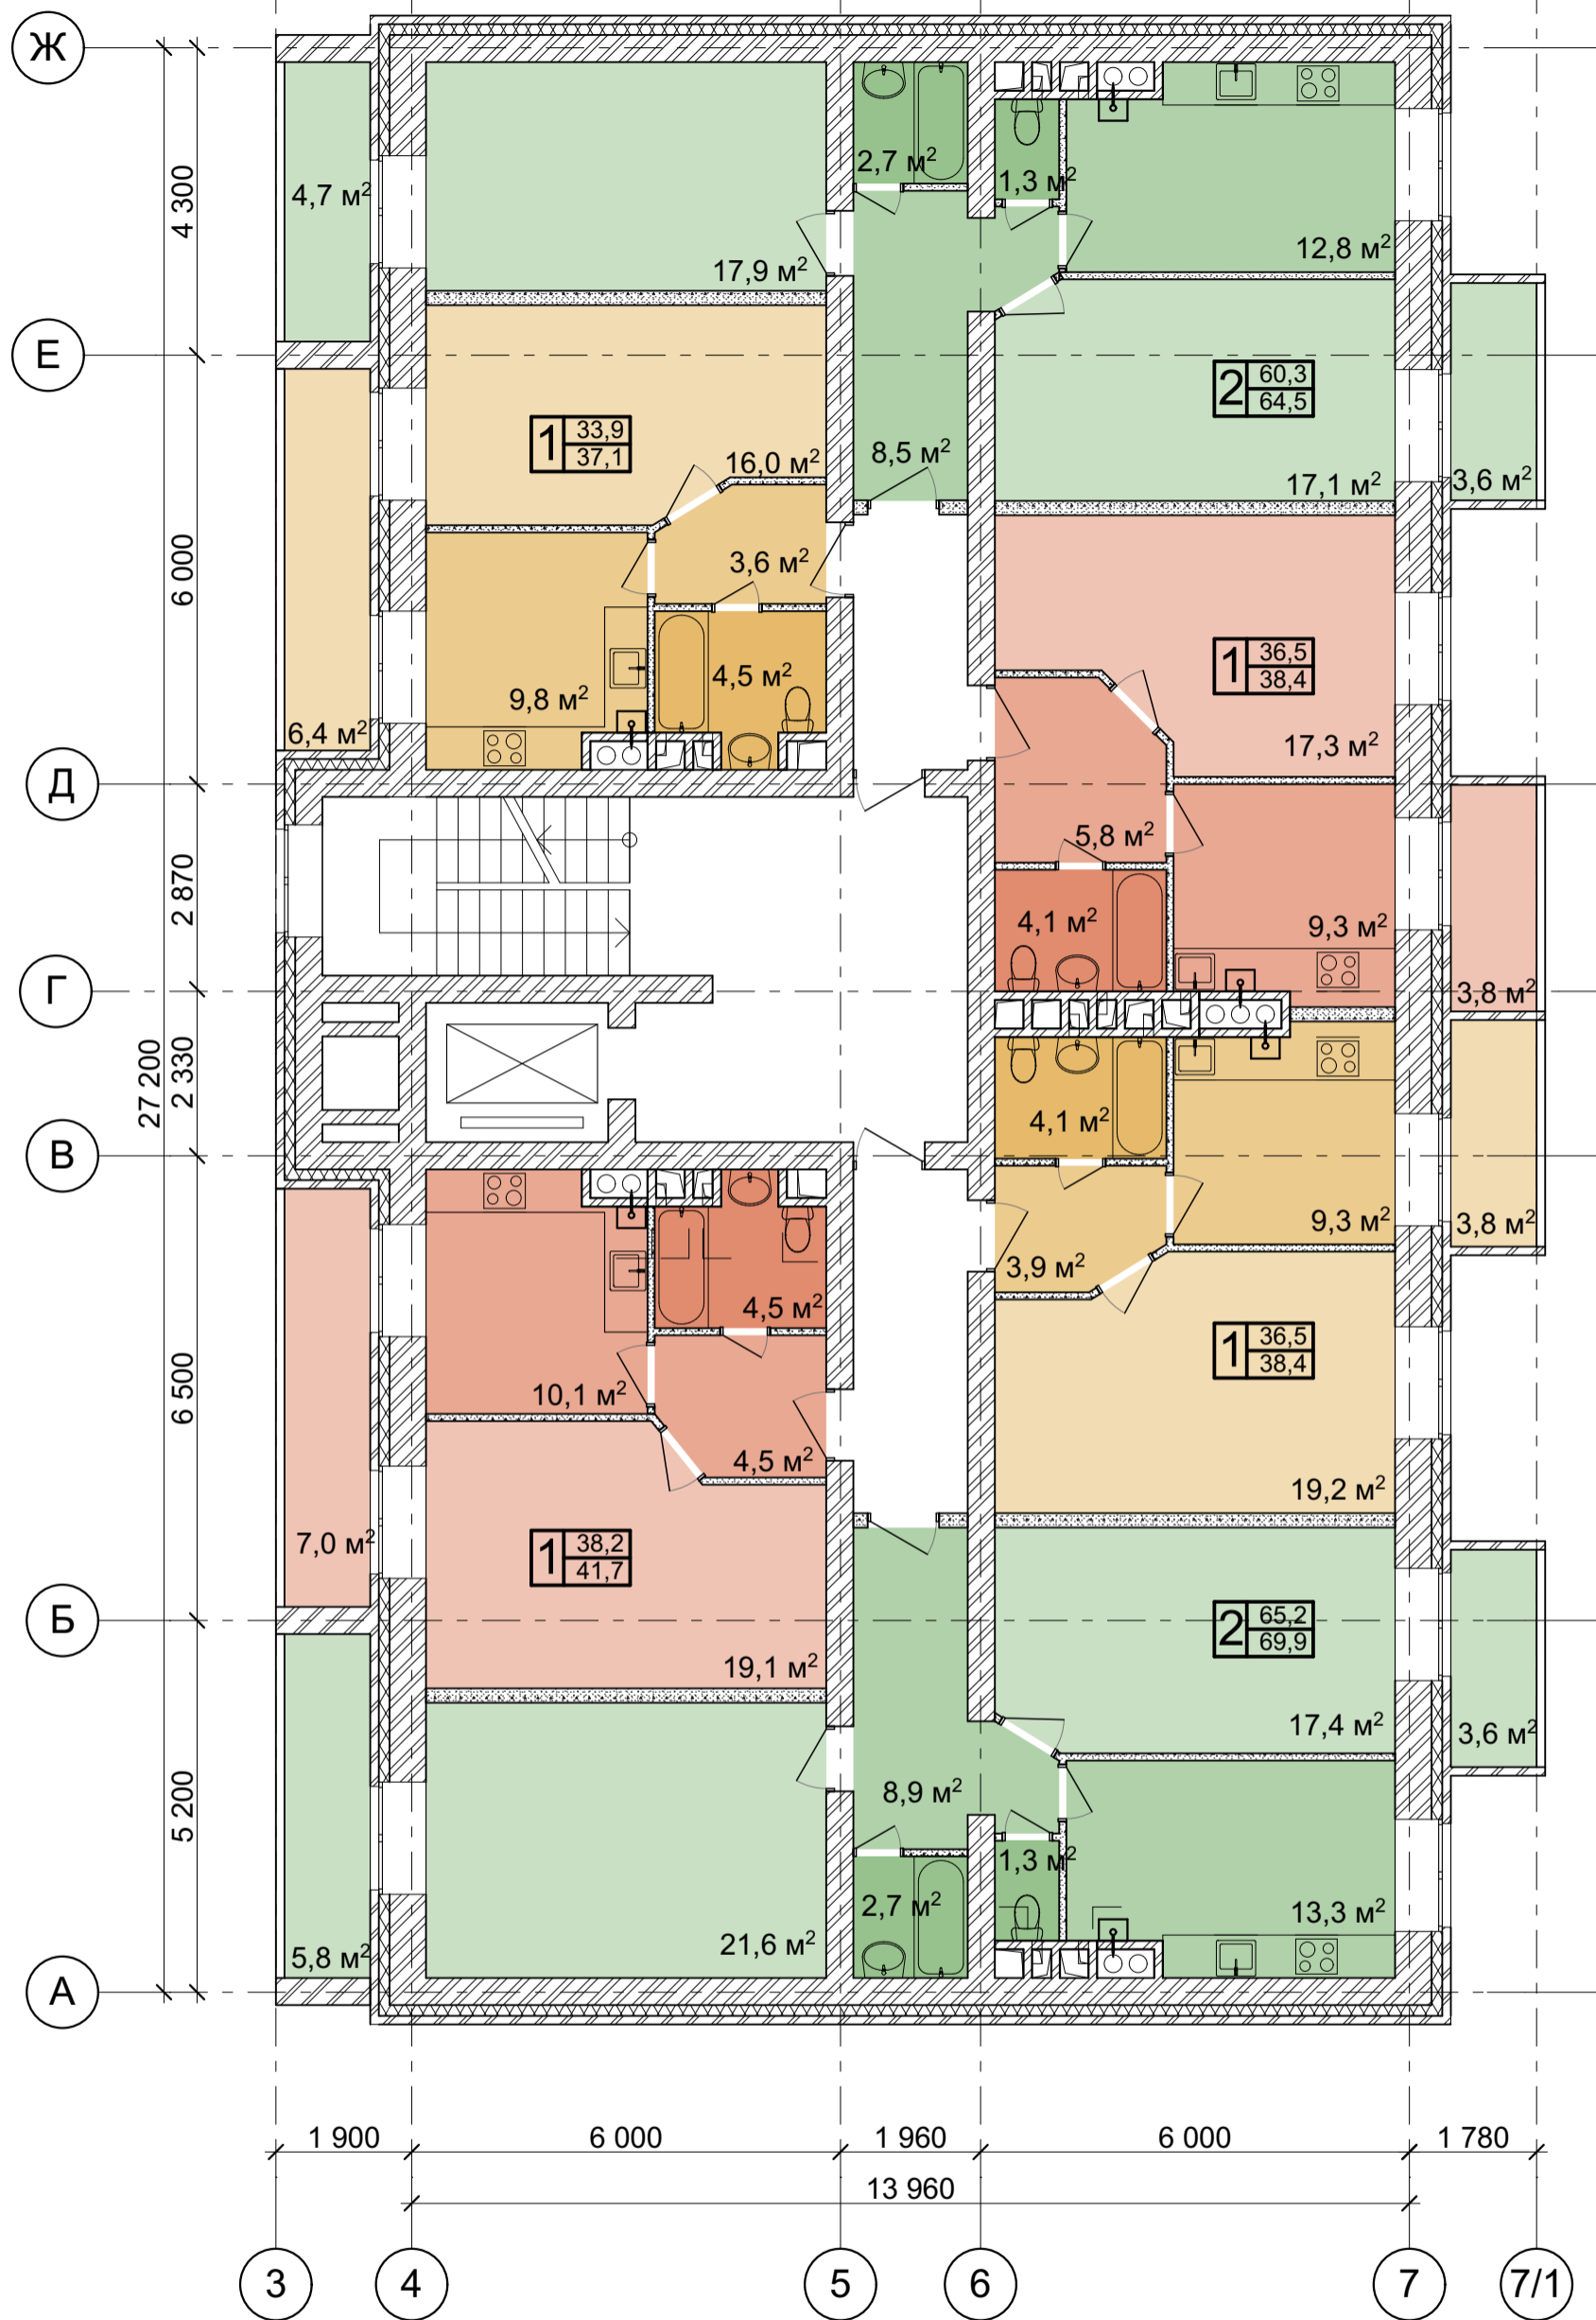 Ж
4,7 м²
2,7 м²
1,3 м²
4 300
17,9 м²
12,8 м²
Е
2 60,3
64,5
1 33,9
37,1
16,0 м²
8,5 м²
17,1 м²
3,6 м²
6 000
3,6 м²
1 36,5
38,4
9,8 м²
4,5 м²
6,4 м²
17,3 м²
Д
5,8 м²
2 870
4,1 м²
9,3 м²
Г
3,8 м²
27 200
2 330
4,1 м²
В
9,3 м²
3,8 м²
3,9 м²
4,5 м²
1 36,5
38,4
6 500
10,1 м²
4,5 м²
19,2 м²
7,0 м²
1 38,2
41,7
Б
2 65,2
69,9
19,1 м²
17,4 м²
3,6 м²
5 200
8,9 м²
1,3 м²
2,7 м²
13,3 м²
5,8 м²
21,6 м²
А
1 900
6 000
1 960
6 000
1 780
13 960
3
4
5
6
7
7/1